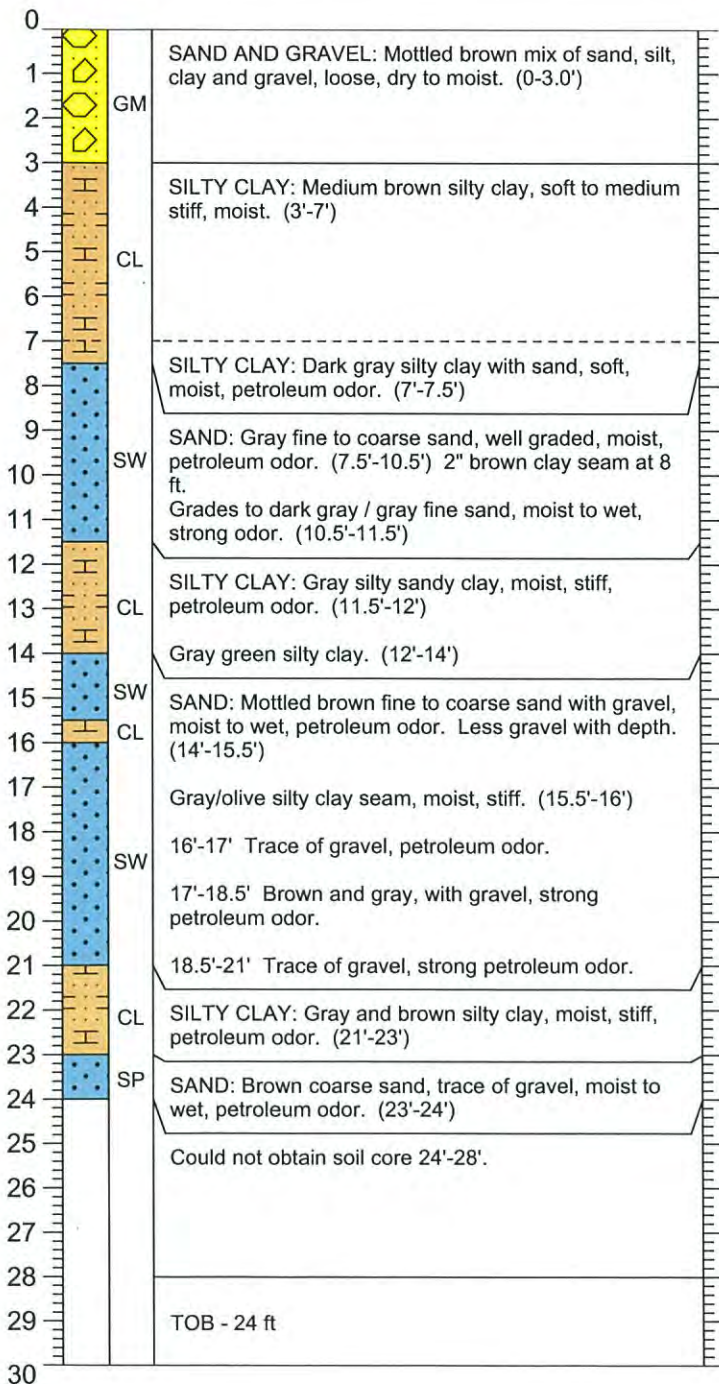 0
1
2
3
4
5
6
7
8
9
10
11
12
13
14
15
16
17
18
19
20
21
22
23
24
25
26
27
28
29
30
GM
CL
SW
CL
SW
CL
SW
CL
SP
SAND AND GRAVEL: Mottled brown mix of sand, silt,
clay and gravel, loose, dry to moist. (0-3.0')
SILTY CLAY: Medium brown silty clay, soft to medium
stiff, moist. (3'-7')
SILTY CLAY: Dark gray silty clay with sand, soft,
moist, petroleum odor. (7'-7.5')
SAND: Gray fine to coarse sand, well graded, moist,
petroleum odor. (7.5'-10.5') 2" brown clay seam at 8
ft.
Grades to dark gray / gray fine sand, moist to wet,
strong odor. (10.5'-11.5')
SILTY CLAY: Gray silty sandy clay, moist, stiff,
petroleum odor. (11.5'-12')
Gray green silty clay. (12'-14')
SAND: Mottled brown fine to coarse sand with gravel,
moist to wet, petroleum odor. Less gravel with depth.
(14'-15.5')
Gray/olive silty clay seam, moist, stiff. (15.5'-16')
16'-17' Trace of gravel, petroleum odor.
17'-18.5' Brown and gray, with gravel, strong
petroleum odor.
18.5'-21' Trace of gravel, strong petroleum odor.
SILTY CLAY: Gray and brown silty clay, moist, stiff,
petroleum odor. (21'-23')
SAND: Brown coarse sand, trace of gravel, moist to
wet, petroleum odor. (23'-24')
Could not obtain soil core 24'-28'.
TOB - 24 ft